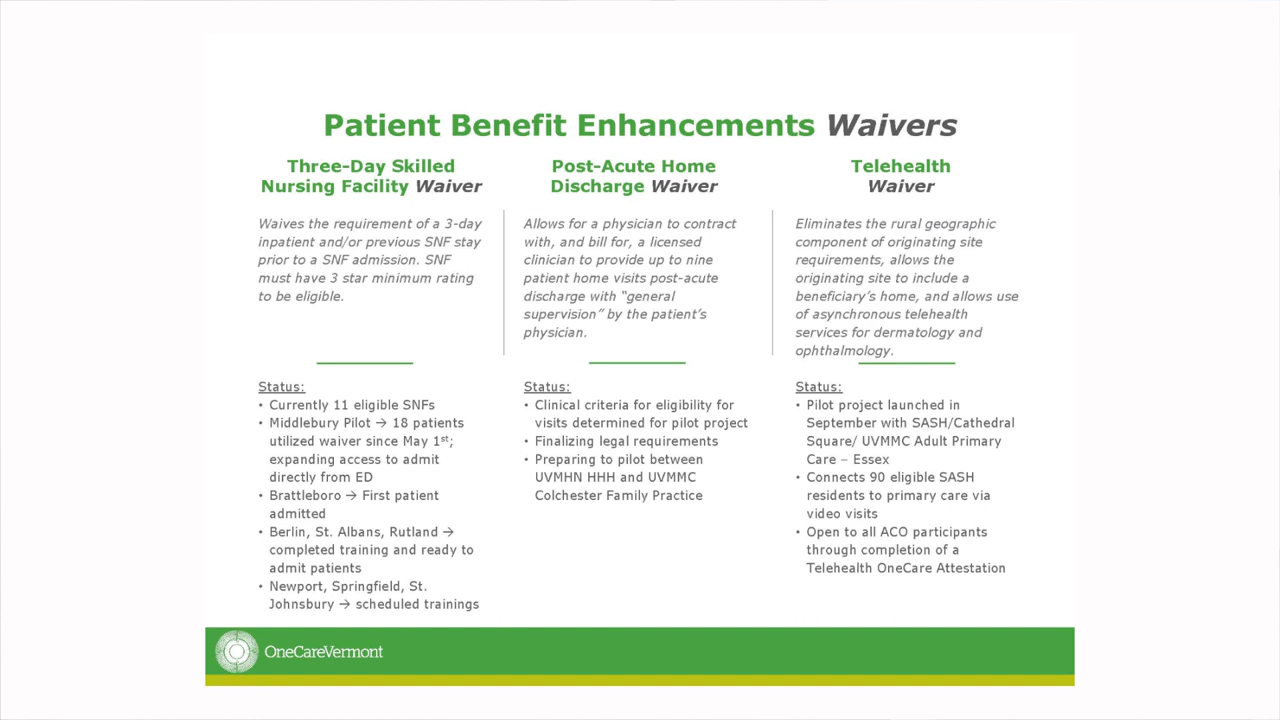 Patient Benefit Enhancements Waivers
Three-Day Skilled
Nursing Facility Waiver
Waives the requirement of a 3-day
inpatient and/or previous SNF stay
prior to a SNF admission. SNF
must have 3 star minimum rating
to be eligible.
Status:
• Currently 11 eligible SNFs
• Middlebury Pilot → 18 patients
utilized waiver since May 1st;
expanding access to admit
directly from ED
• Brattleboro → First patient
admitted
• Berlin, St. Albans, Rutland →
completed training and ready to
admit patients
• Newport, Springfield, St.
Johnsbury → scheduled trainings
Post-Acute Home
Discharge Waiver
Allows for a physician to contract
with, and bill for, a licensed
clinician to provide up to nine
patient home visits post-acute
discharge with “general
supervision” by the patient’s
physician.
Status:
• Clinical criteria for eligibility for
visits determined for pilot project
• Finalizing legal requirements
• Preparing to pilot between
UVMHN HHH and UVMMC
Colchester Family Practice
Telehealth
Waiver
Eliminates the rural geographic
component of originating site
requirements, allows the
originating site to include a
beneficiary’s home, and allows use
of asynchronous telehealth
services for dermatology and
ophthalmology.
Status:
• Pilot project launched in
September with SASH/Cathedral
Square/ UVMMC Adult Primary
Care – Essex
• Connects 90 eligible SASH
residents to primary care via
video visits
• Open to all ACO participants
through completion of a
Telehealth OneCare Attestation
OneCareVermont